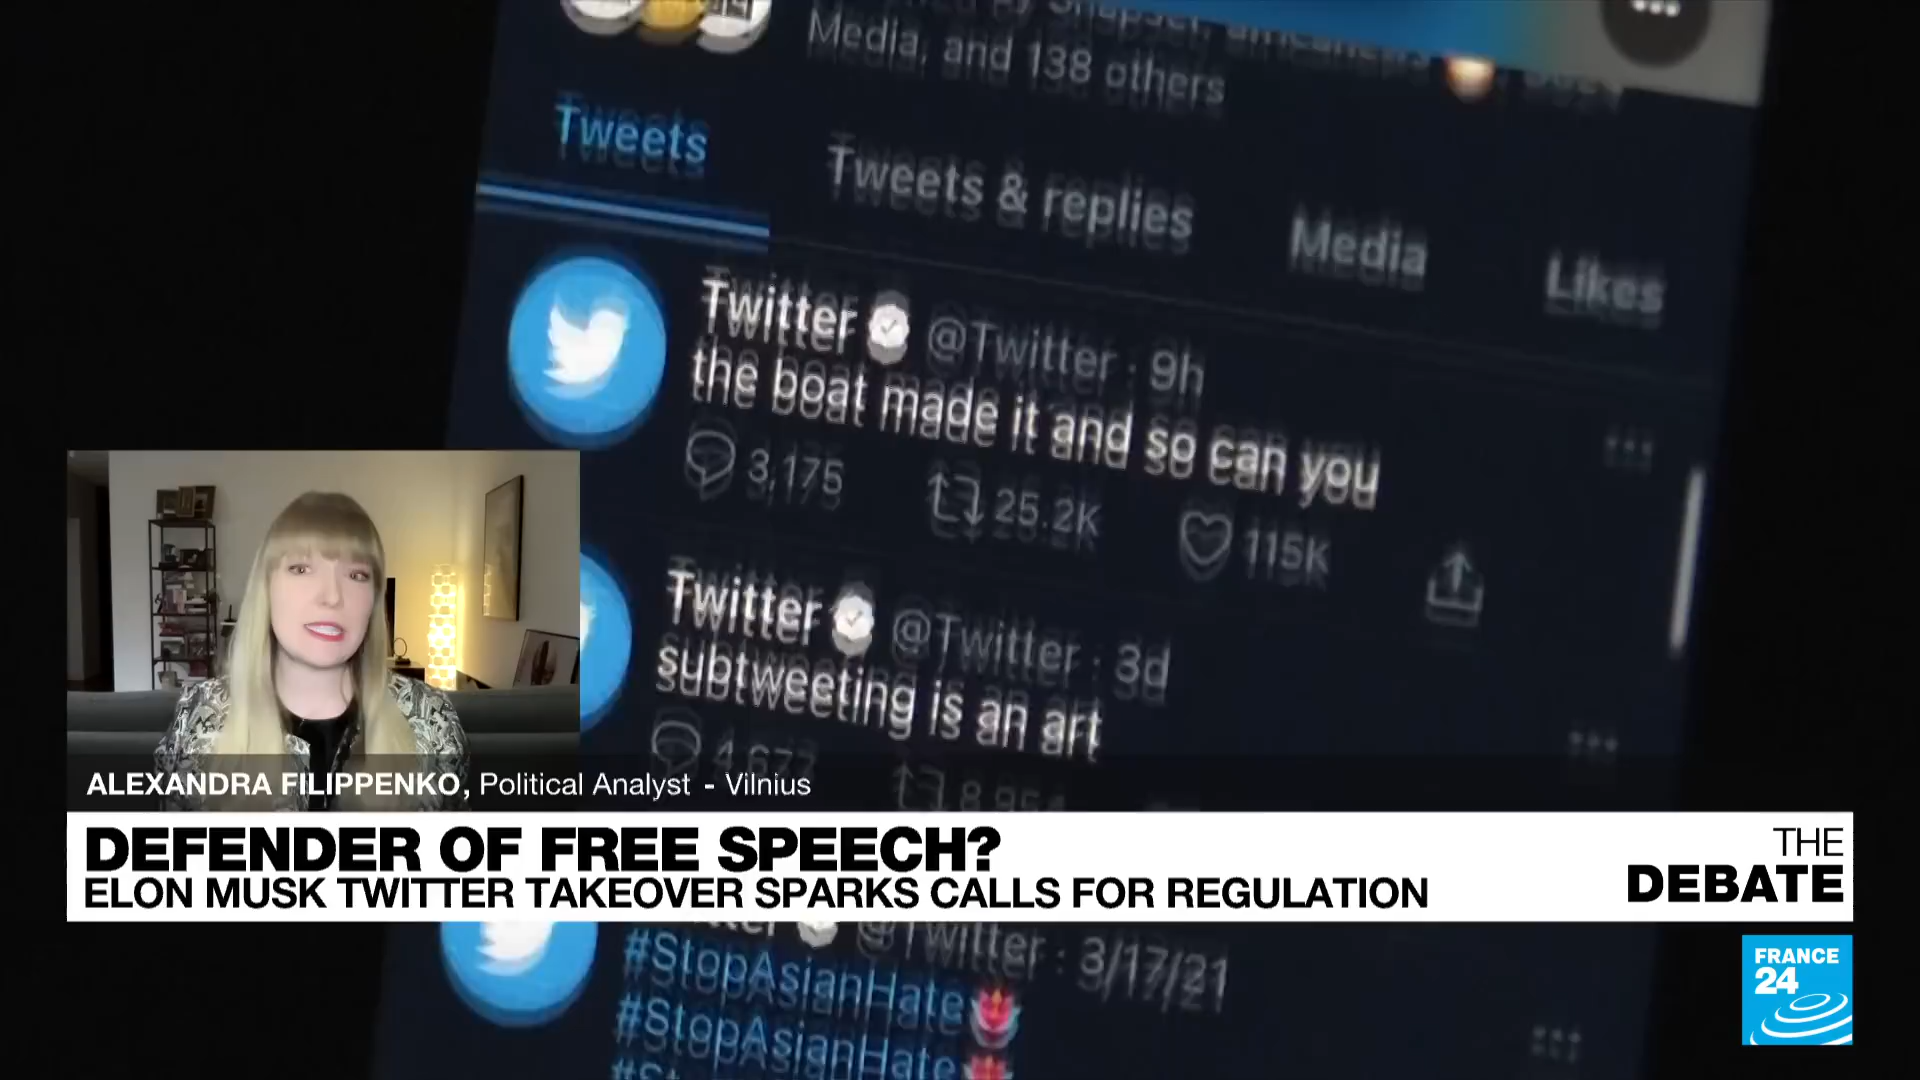 Media, and 138 others
Tweets
Tweets & replies
Media
Likes
Twitter @Twitter · 9h
the boat made it and so can you
3,175
25.2K
115K
Twitter @Twitter · 3d
subtweeting is an art
4,677
ALEXANDRA FILIPPENKO, Political Analyst - Vilnius
DEFENDER OF FREE SPEECH?
ELON MUSK TWITTER TAKEOVER SPARKS CALLS FOR REGULATION
THE
DEBATE
FRANCE
24
@Twitter · 3/17/21
#StopAsianHate
#StopAsianHate